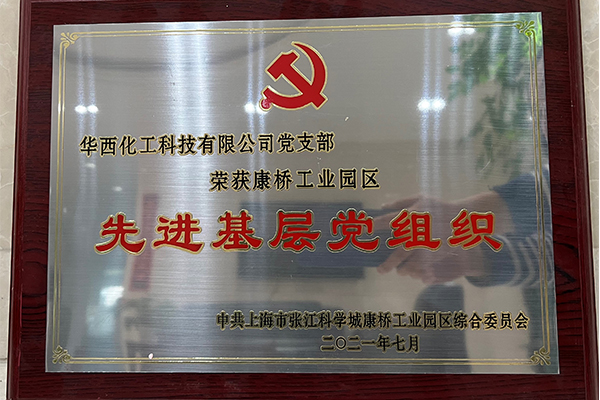 华西化工科技有限公司党支部
荣获康桥工业园区
先进基层党组织
中共上海市张江科学城康桥工业园区综合委员会
二〇二一年七月